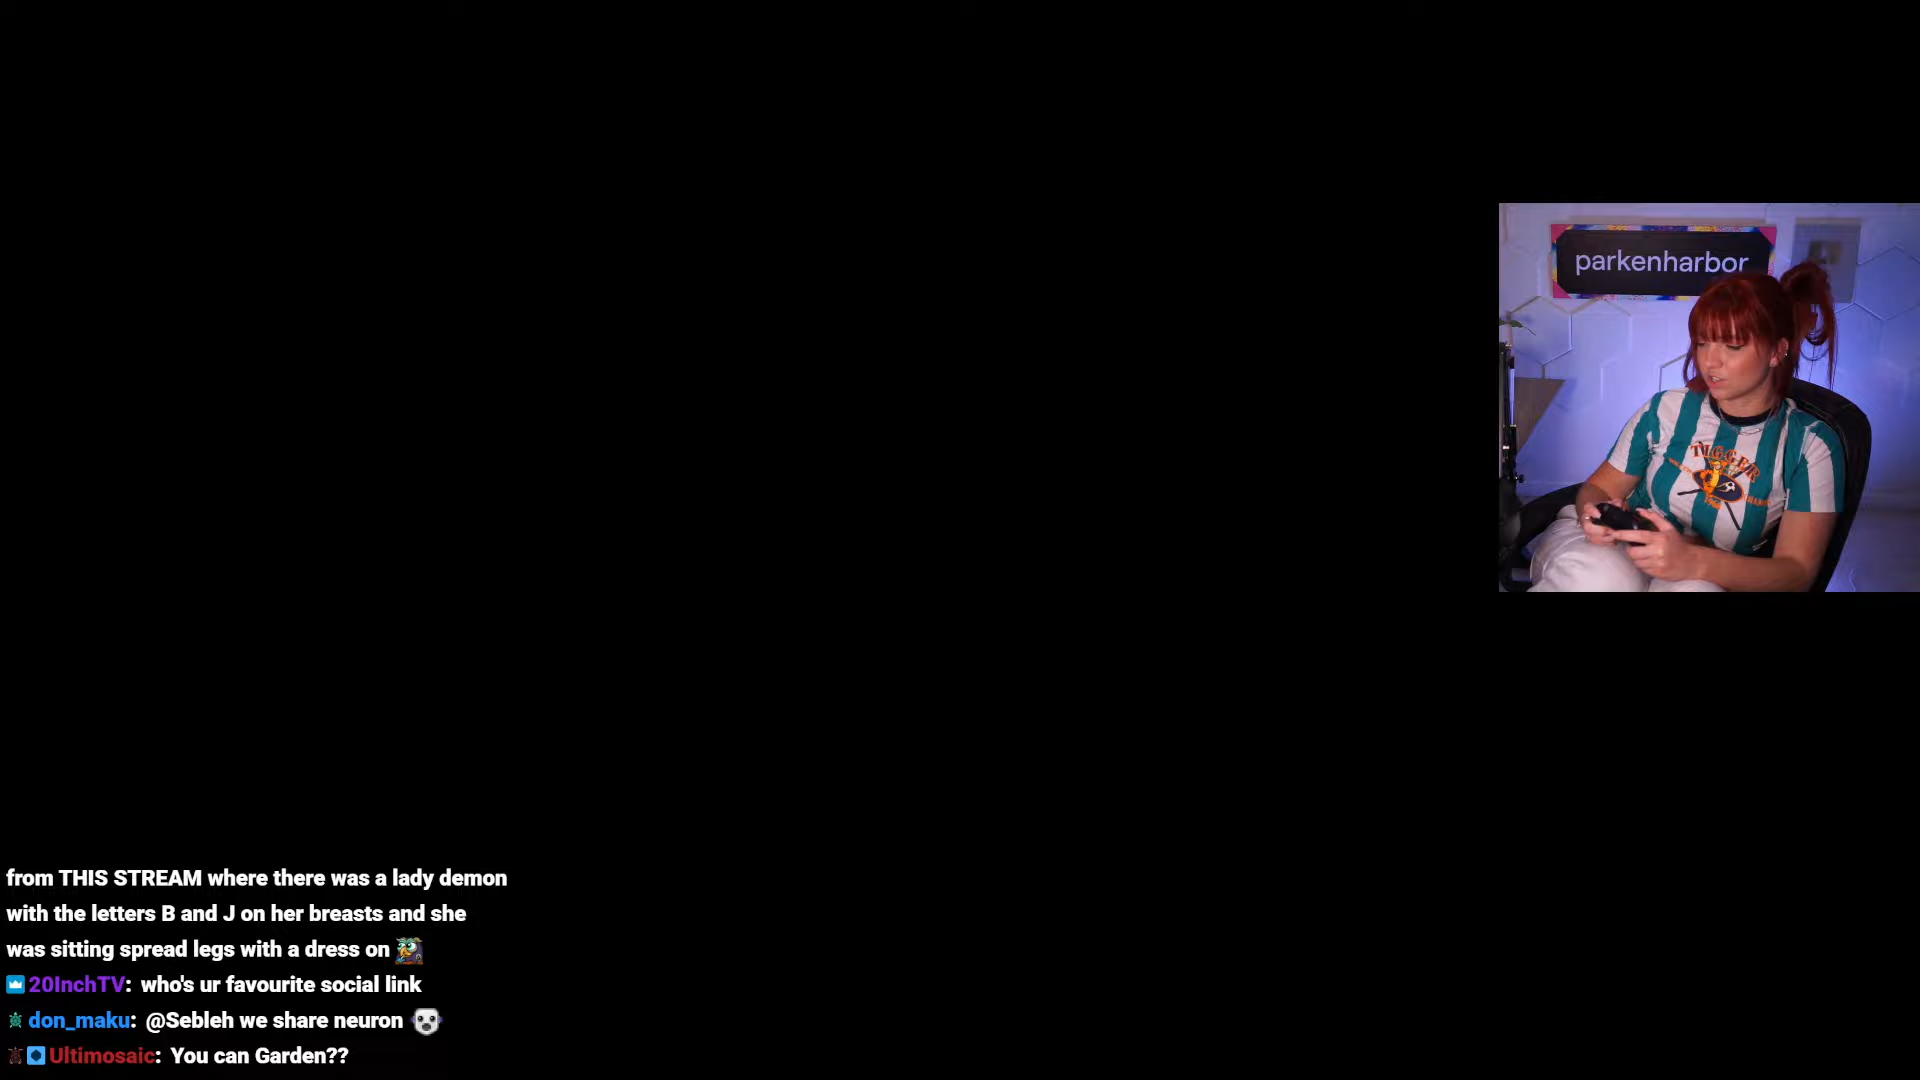 parkenharbor
TIGGER
from THIS STREAM where there was a lady demon
with the letters B and J on her breasts and she
was sitting spread legs with a dress on
20InchTV: who's ur favourite social link
don_maku: @Sebleh we share neuron
Ultimosaic: You can Garden??